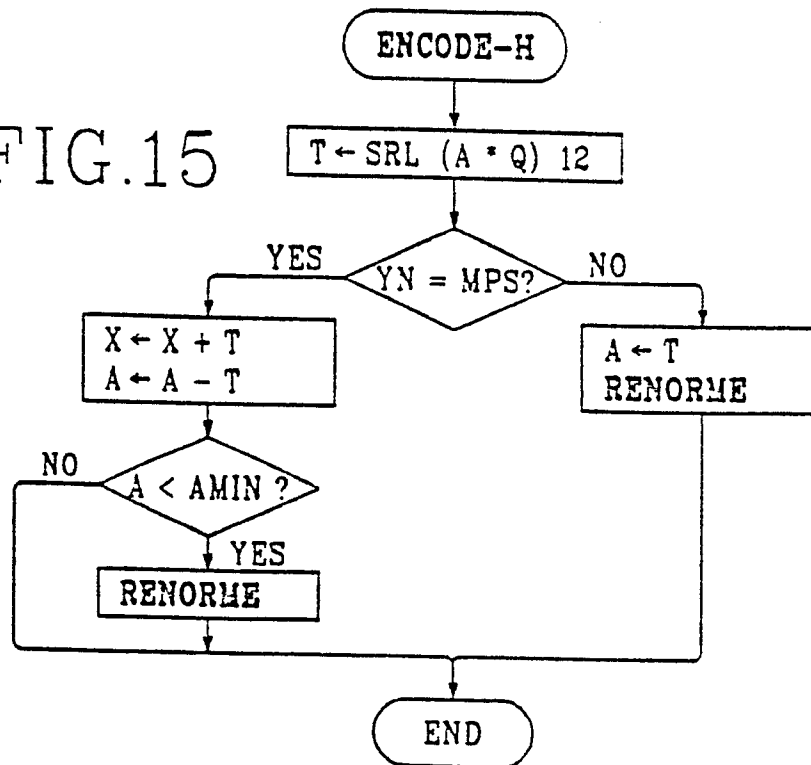 ENCODE-H
FIG.15
T ← SRL (A * Q) 12
YES
YN = MPS?
NO
X ← X + T
A ← A - T
A ← T
RENORME
NO
A < AMIN ?
YES
RENORME
END